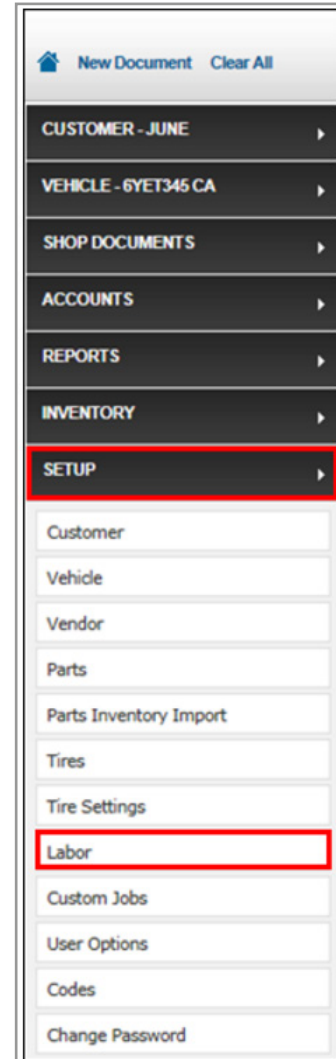 New Document Clear All
CUSTOMER - JUNE
VEHICLE - 6YET345 CA
SHOP DOCUMENTS
ACCOUNTS
REPORTS
INVENTORY
SETUP
Customer
Vehicle
Vendor
Parts
Parts Inventory Import
Tires
Tire Settings
Labor
Custom Jobs
User Options
Codes
Change Password